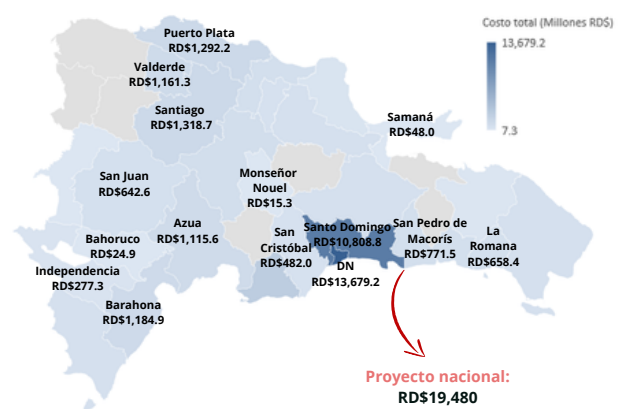 Costo total (Millones RD$)
13,679.2
7.3
Puerto Plata
RD$1,292.2
Valderde
RD$1,161.3
Santiago
RD$1,318.7
Samaná
RD$48.0
San Juan
RD$642.6
Monseñor
Nouel
RD$15.3
Azua
RD$1,115.6
Bahoruco
RD$24.9
San
Cristóbal
RD$482.0
Santo Domingo
RD$10,808.8
DN
RD$13,679.2
San Pedro de
Macorís
RD$771.5
La
Romana
RD$658.4
Independencia
RD$277.3
Barahona
RD$1,184.9
Proyecto nacional:
RD$19,480